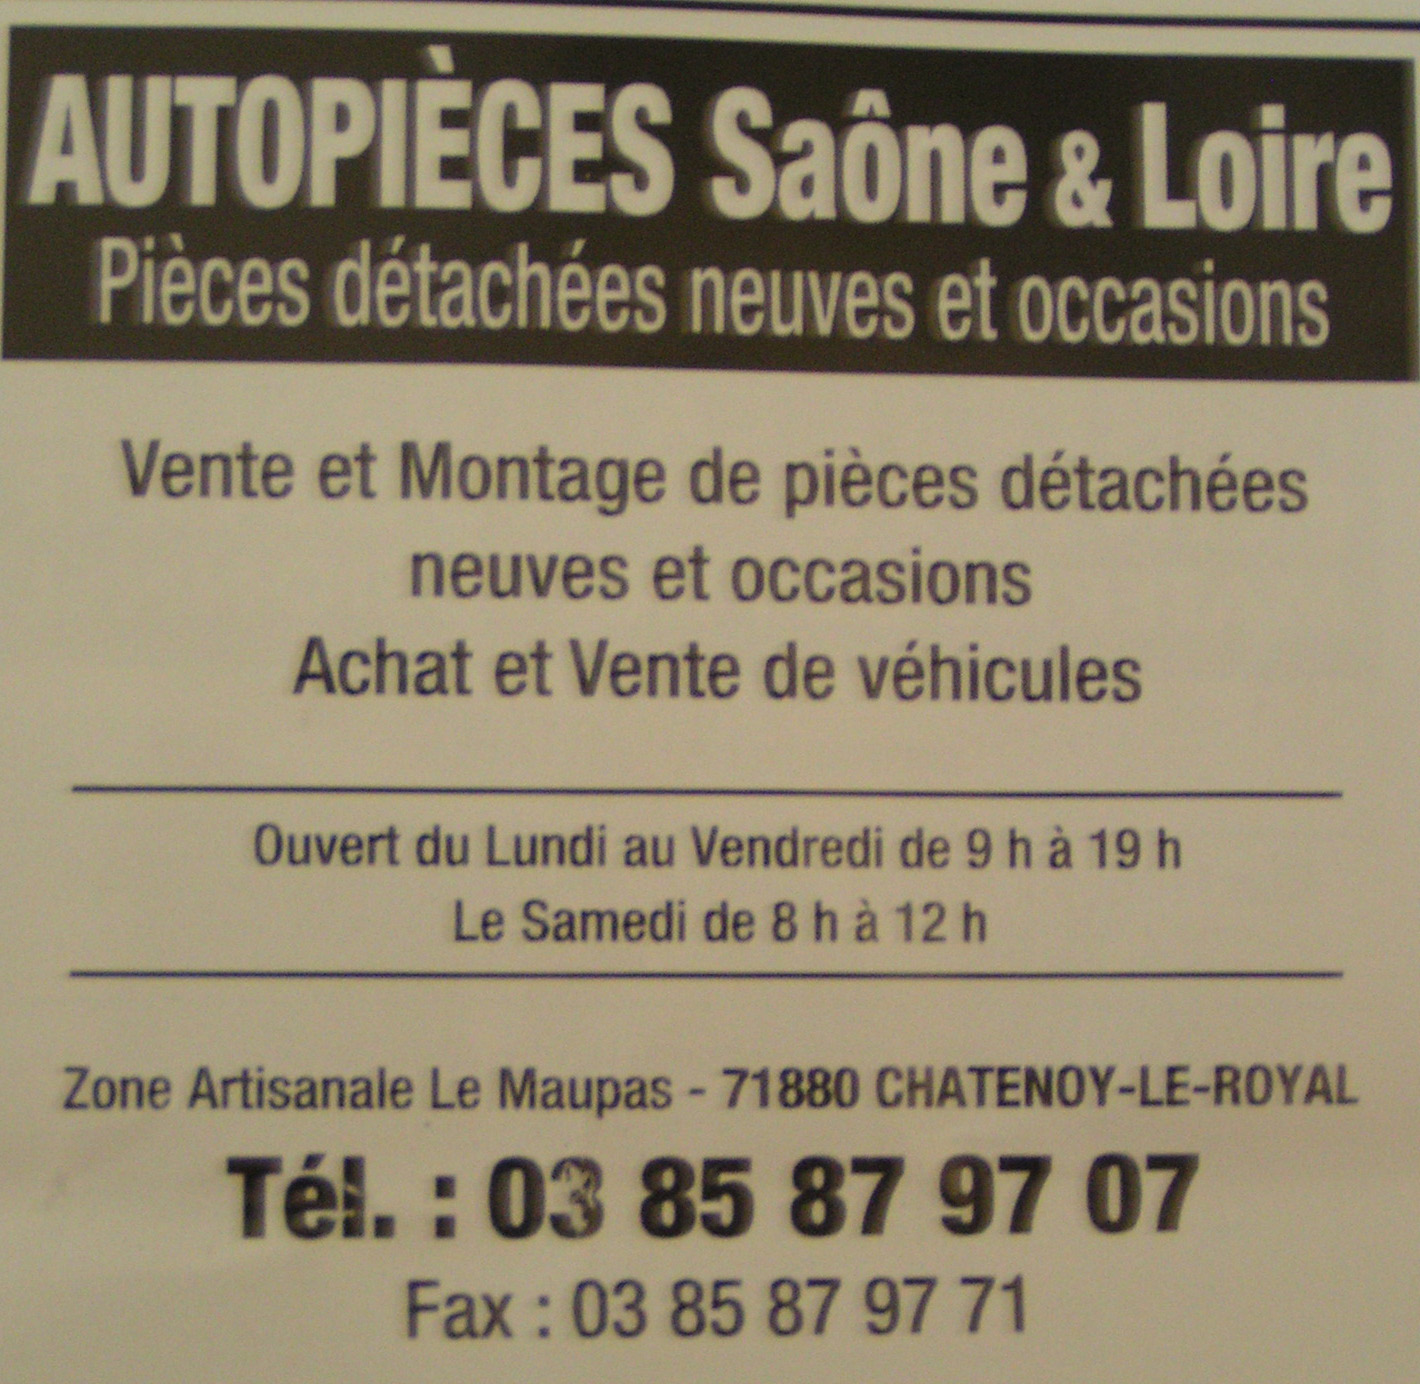 AUTOPIÈCES Saône & Loire
Pièces détachées neuves et occasions
Vente et Montage de pièces détachées
neuves et occasions
Achat et Vente de véhicules
Ouvert du Lundi au Vendredi de 9 h à 19 h
Le Samedi de 8 h à 12 h
Zone Artisanale Le Maupas - 71880 CHATENOY-LE-ROYAL
Tél. : 03 85 87 97 07
Fax : 03 85 87 97 71